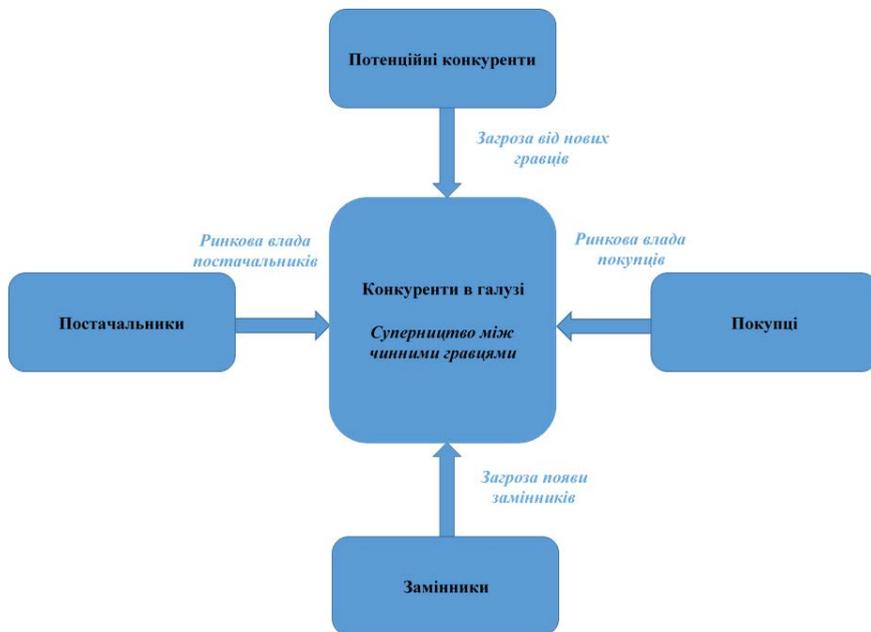 Потенційні конкуренти
Загроза від нових
гравців
Ринкова влада
постачальників
Ринкова влада
покупців
Постачальники
Конкуренти в галузі
Суперництво між
чинними гравцями
Покупці
Загроза появи
замінників
Замінники